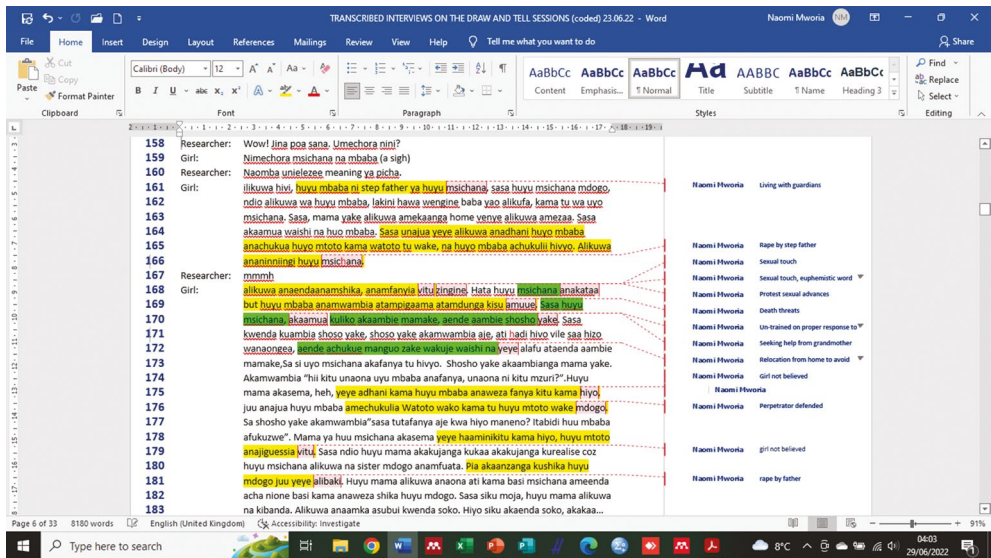 TRANSCRIBED INTERVIEWS ON THE DRAW AND TELL SESSIONS (coded) 23.06.22 - Word
Naomi Mworia NM
File Home Insert Design Layout References Mailings Review View Help Tell me what you want to do Share
Cut
Copy
Format Painter
Paste
Calibri (Body) 12
AaBbCc AaBbCc AaBbCc Ad AABBC AaBbCc AaBbCc
Content Emphasis... ¶ Normal Title Subtitle ¶ Name Heading 3
Find
Replace
Select
Clipboard Font Paragraph Styles Editing
158 Researcher: Wow! Jina poa sana. Umechora nini?
159 Girl: Nimechora msichana na mbaba (a sigh)
160 Researcher: Naomba unielezee meaning ya picha.
161 Girl: ilikuwa hivi, huyu mbaba ni step father ya huyu msichana, sasa huyu msichana mdogo,
162 ndio alikuwa wa huyu mbaba, lakini hawa wengine baba yao alikufa, kama tu wa uyo
163 msichana. Sasa, mama yake alikuwa amekaanga home venye alikuwa amezaa. Sasa
164 akaamua waishi na huo mbaba. Sasa unajua yeye alikuwa anadhani huyo mbaba
165 anachukua huyo mtoto kama watoto tu wake, na huyo mbaba achukulii hivyo. Alikuwa
166 ananinniingi huyu msichana.
167 Researcher: mmmh
168 Girl: alikuwa anaendaanamshika, anamfanyia vitu zingine. Hata huyu msichana anakataa
169 but huyu mbaba anamwambia atampigaama atamdunga kisu amuue. Sasa huyu
170 msichana, akaamua kuliko akaambie mamake, aende aambie shosho yake. Sasa
171 kwenda kuambia shoso yake, shoso yake akamwambia aje, ati hadi hivo vile saa hizo
172 wanaongea, aende achukue manguo zake wakuje waishi na yeye alafu ataenda aambie
173 mamake,Sa si uyo msichana akafanya tu hivyo. Shosho yake akaambianga mama yake.
174 Akamwambia "hii kitu unaona uyu mbaba anafanya, unaona ni kitu mzuri?".Huyu
175 mama akasema, heh, yeye adhani kama huyu mbaba anaweza fanya kitu kama hiyo,
176 juu anajua huyu mbaba amechukulia Watoto wako kama tu huyu mtoto wake mdogo.
177 Sa shosho yake akamwambia"sasa tutafanya aje kwa hiyo maneno? Itabidi huu mbaba
178 afukuzwe". Mama ya huu msichana akasema yeye haaminikitu kama hiyo, huyu mtoto
179 anajiguessia vitu. Sasa ndio huyu mama akakujanga kukaa akakujanga kurealise coz
180 huyu msichana alikuwa na sister mdogo anamfuata. Pia akaanzanga kushika huyu
181 mdogo juu yeye alibaki. Huyu mama alikuwa anaona ati kama basi msichana ameenda
182 acha nione basi kama anaweza shika huyu mdogo. Sasa siku moja, huyu mama alikuwa
183 na kibanda. Alikuwa anaamka asubui kwenda soko. Hiyo siku akaenda soko, akakaa...
Naomi Mworia Living with guardians
Naomi Mworia Rape by step father
Naomi Mworia Sexual touch
Naomi Mworia Sexual touch, euphemistic word
Naomi Mworia Protest sexual advances
Naomi Mworia Death threats
Naomi Mworia Un-trained on proper response to
Naomi Mworia Seeking help from grandmother
Naomi Mworia Relocation from home to avoid
Naomi Mworia Girl not believed
Naomi Mworia
Naomi Mworia Perpetrator defended
Naomi Mworia girl not believed
Naomi Mworia rape by father
Page 6 of 33 8180 words English (United Kingdom) Accessibility: Investigate 91%
Type here to search
8°C
04:03
29/06/2022